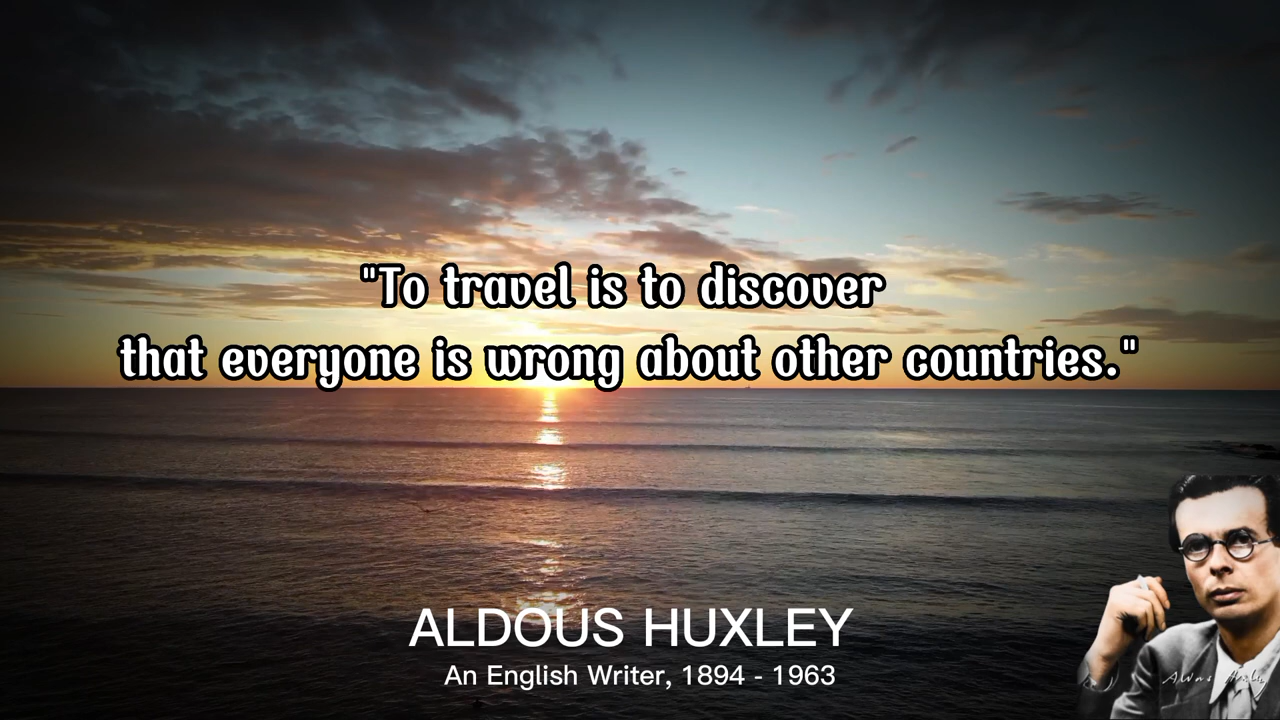 "To travel is to discover
that everyone is wrong about other countries."
ALDOUS HUXLEY
An English Writer, 1894 - 1963